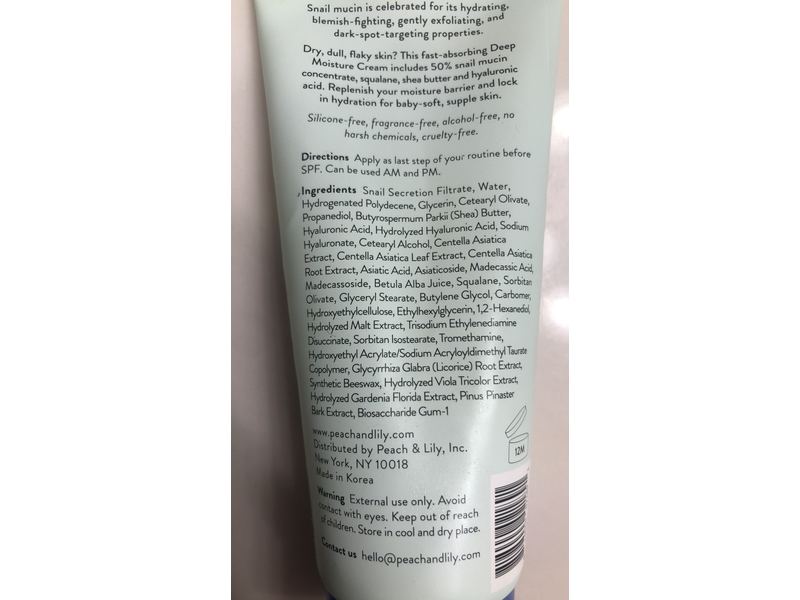 Snail mucin is celebrated for its hydrating,
blemish-fighting, gently exfoliating, and
dark-spot-targeting properties.
Dry, dull, flaky skin? This fast-absorbing Deep
Moisture Cream includes 50% snail mucin
concentrate, squalane, shea butter and hyaluronic
acid. Replenish your moisture barrier and lock
in hydration for baby-soft, supple skin.
Silicone-free, fragrance-free, alcohol-free, no
harsh chemicals, cruelty-free.
Directions Apply as last step of your routine before
SPF. Can be used AM and PM.
Ingredients Snail Secretion Filtrate, Water,
Hydrogenated Polydecene, Glycerin, Cetearyl Olivate,
Propanediol, Butyrospermum Parkii (Shea) Butter,
Hyaluronic Acid, Hydrolyzed Hyaluronic Acid, Sodium
Hyaluronate, Cetearyl Alcohol, Centella Asiatica
Extract, Centella Asiatica Leaf Extract, Centella Asiatica
Root Extract, Asiatic Acid, Asiaticoside, Madecassic Acid,
Madecassoside, Betula Alba Juice, Squalane, Sorbitan
Olivate, Glyceryl Stearate, Butylene Glycol, Carbomer,
Hydroxyethylcellulose, Ethylhexylglycerin, 1,2-Hexanediol,
Hydrolyzed Malt Extract, Trisodium Ethylenediamine
Disuccinate, Sorbitan Isostearate, Tromethamine,
Hydroxyethyl Acrylate/Sodium Acryloyldimethyl Taurate
Copolymer, Glycyrrhiza Glabra (Licorice) Root Extract,
Synthetic Beeswax, Hydrolyzed Viola Tricolor Extract,
Hydrolyzed Gardenia Florida Extract, Pinus Pinaster
Bark Extract, Biosaccharide Gum-1
www.peachandlily.com
Distributed by Peach & Lily, Inc.
New York, NY 10018
Made in Korea
12M
Warning External use only. Avoid
contact with eyes. Keep out of reach
of children. Store in cool and dry place.
Contact us hello@peachandlily.com